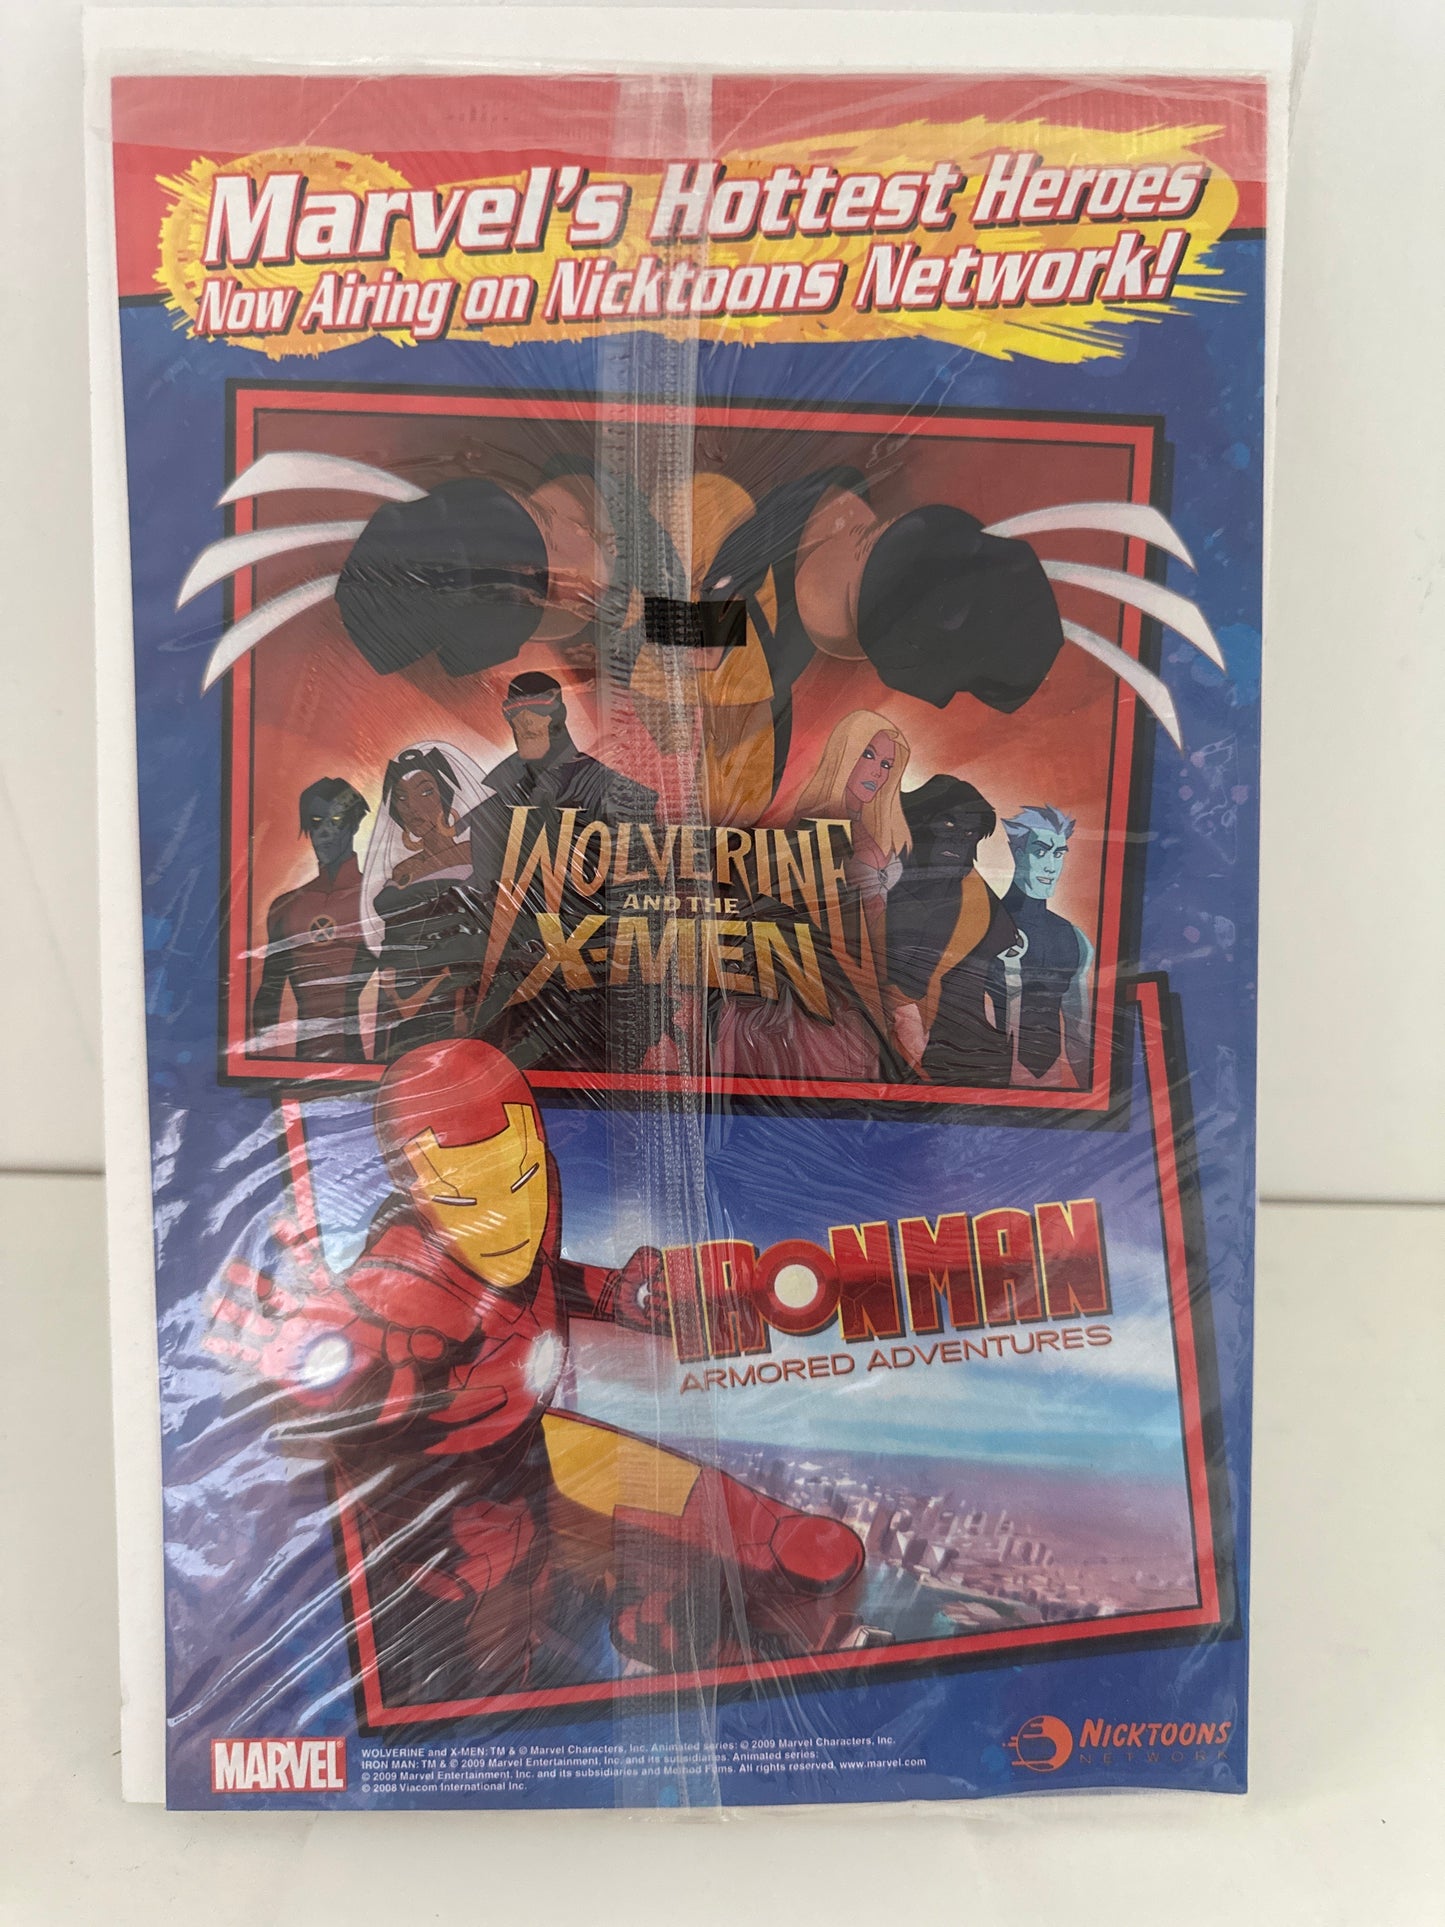 Marvel's Hottest Heroes
Now Airing on Nicktoons Network!
WOLVERINE
AND THE
X-MEN
IRON MAN
ARMORED ADVENTURES
MARVEL
WOLVERINE and X-MEN: TM & © Marvel Characters, Inc. Animated series: © 2009 Marvel Characters, Inc.
IRON MAN: TM & © 2009 Marvel Entertainment, Inc. and its subsidiaries. Animated series:
© 2009 Marvel Entertainment, Inc. and its subsidiaries and Method Films. All rights reserved. www.marvel.com
© 2008 Viacom International Inc.
NICKTOONS
NETWORK